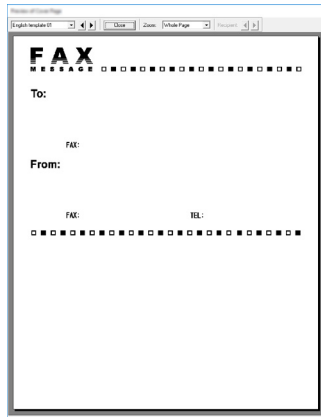 Preview of Cover Page
English template 01 Close Zoom: Whole Page Recipient:
FAX
MESSAGE
To:
FAX:
From:
FAX: TEL: